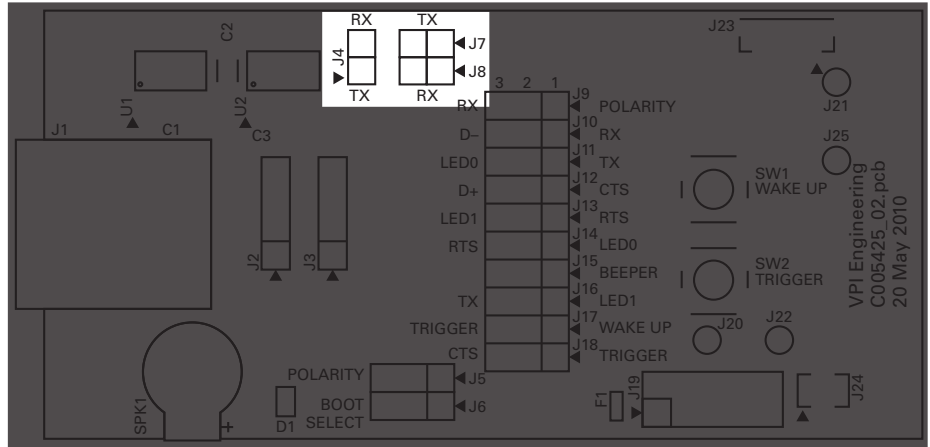 RX TX
J4 J7
J8
TX RX
C2
U1 U2
J1 C1 C3
J23
J21
J25
3 2 1
RX J9 POLARITY
D– J10 RX
LED0 J11 TX
D+ J12 CTS
LED1 J13 RTS
RTS J14 LED0
J15 BEEPER
TX J16 LED1
TRIGGER J17 WAKE UP
CTS J18 TRIGGER
J2 J3
SW1
WAKE UP
SW2
TRIGGER
J20 J22
VPI Engineering
C005425_02.pcb
20 May 2010
POLARITY J5
BOOT
SELECT J6
SPK1 +
D1
F1 J19 J24